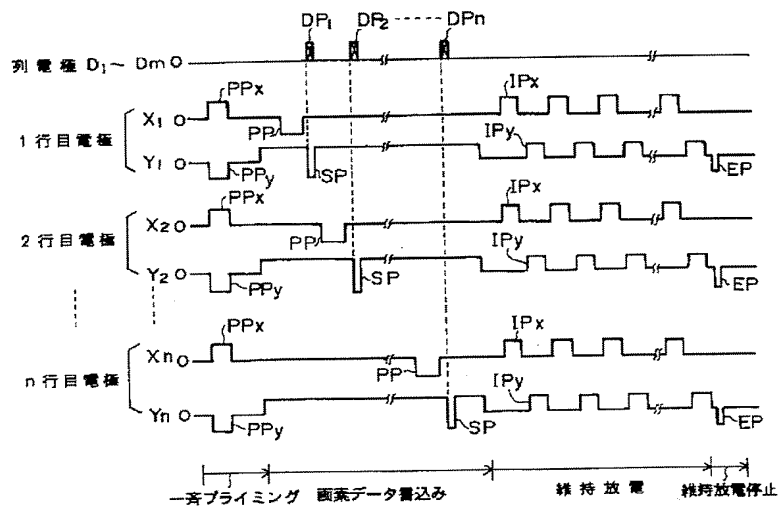 DP1 DP2 DPn
列電極 D1~Dm 0
PPx IPx
X1 0
PP IPy
1行目電極
Y1 0
PPy SP EP
PPx IPx
X2 0
PP IPy
2行目電極
Y2 0
PPy SP EP
PPx IPx
Xn 0
PP IPy
n行目電極
Yn 0
PPy SP EP
一斉プライミング 画素データ書込み 維持放電 維持放電停止